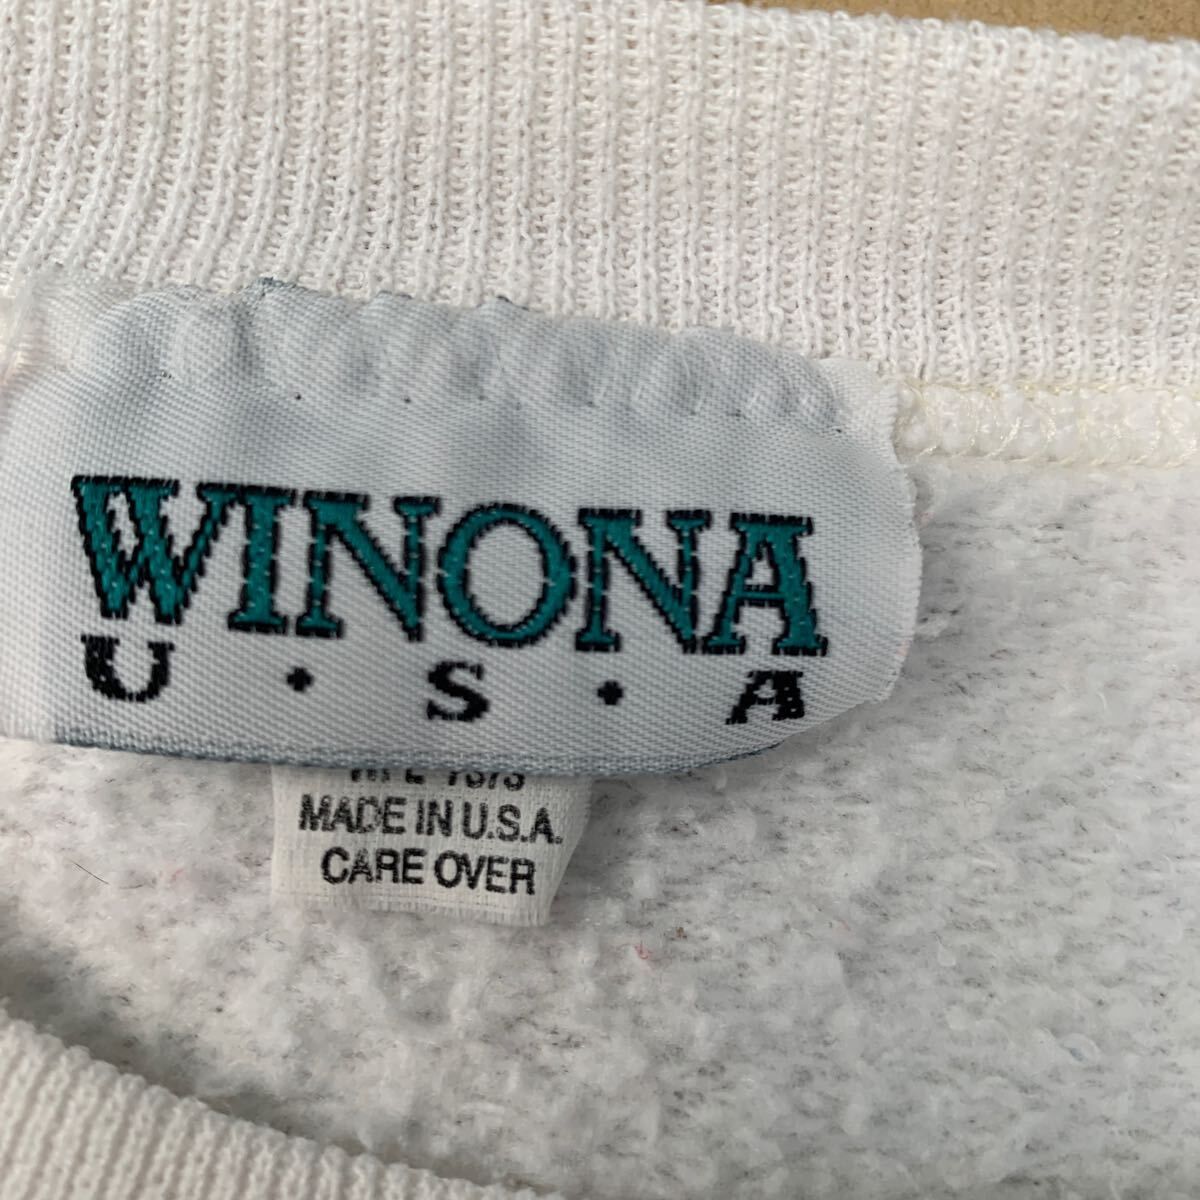 WINONA
U · S · A
MADE IN U.S.A.
CARE OVER